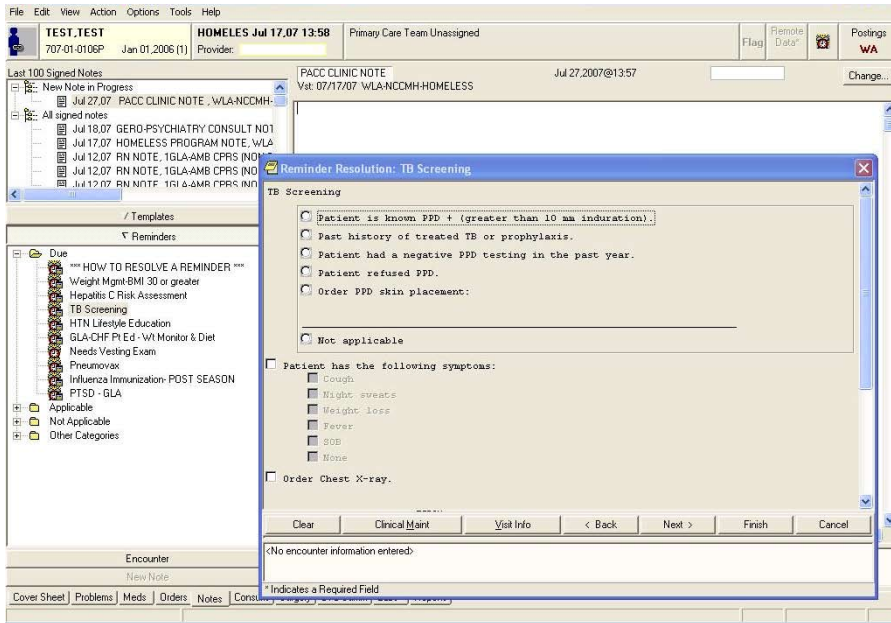 File Edit View Action Options Tools Help
TEST,TEST HOMELES Jul 17,07 13:58 Primary Care Team Unassigned Flag Remote Data* Postings
707-01-0106P Jan 01,2006 (1) Provider: WA
Last 100 Signed Notes PACC CLINIC NOTE Jul 27,2007@13:57 Change...
Vst: 07/17/07 WLA-NCCMH-HOMELESS
New Note in Progress
Jul 27,07 PACC CLINIC NOTE , WLA-NCCMH-
All signed notes
Jul 18,07 GERO-PSYCHIATRY CONSULT NOT
Jul 17,07 HOMELESS PROGRAM NOTE, WLA
Jul 12,07 RN NOTE, 1GLA-AMB CPRS (NON
Jul 12,07 RN NOTE, 1GLA-AMB CPRS (NO
Jul 12,07 RN NOTE, 1GLA-AMB CPRS (NO
/ Templates
Reminders
Due
*** HOW TO RESOLVE A REMINDER ***
Weight Mgmt-BMI 30 or greater
Hepatitis C Risk Assessment
TB Screening
HTN Lifestyle Education
GLA-CHF Pt Ed - Wt Monitor & Diet
Needs Vesting Exam
Pneumovax
Influenza Immunization- POST SEASON
PTSD - GLA
Applicable
Not Applicable
Other Categories
Encounter
New Note
Reminder Resolution: TB Screening
TB Screening
Patient is known PPD + (greater than 10 mm induration).
Past history of treated TB or prophylaxis.
Patient had a negative PPD testing in the past year.
Patient refused PPD.
Order PPD skin placement:
Not applicable
Patient has the following symptoms:
Cough
Night sweats
Weight loss
Fever
SOB
None
Order Chest X-ray.
Clear Clinical Maint Visit Info < Back Next > Finish Cancel
<No encounter information entered>
* Indicates a Required Field
Cover Sheet Problems Meds Orders Notes